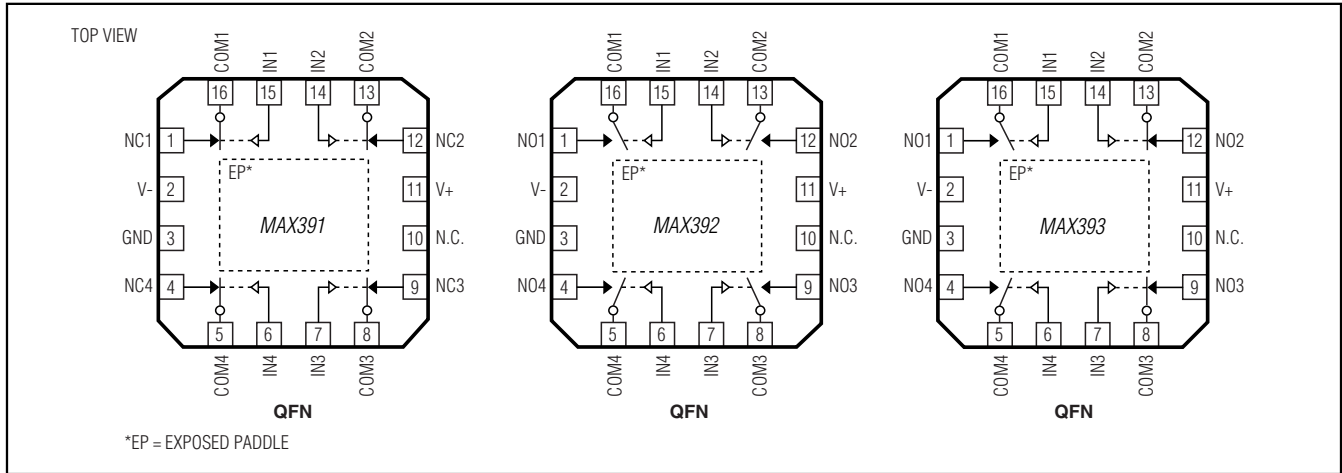 TOP VIEW
COM1 IN1 IN2 COM2
16 15 14 13
NC1 1 12 NC2
V- 2 11 V+
GND 3 10 N.C.
NC4 4 9 NC3
5 6 7 8
COM4 IN4 IN3 COM3
EP*
MAX391
QFN
COM1 IN1 IN2 COM2
16 15 14 13
NO1 1 12 NO2
V- 2 11 V+
GND 3 10 N.C.
NO4 4 9 NO3
5 6 7 8
COM4 IN4 IN3 COM3
EP*
MAX392
QFN
COM1 IN1 IN2 COM2
16 15 14 13
NO1 1 12 NO2
V- 2 11 V+
GND 3 10 N.C.
NO4 4 9 NO3
5 6 7 8
COM4 IN4 IN3 COM3
EP*
MAX393
QFN
*EP = EXPOSED PADDLE